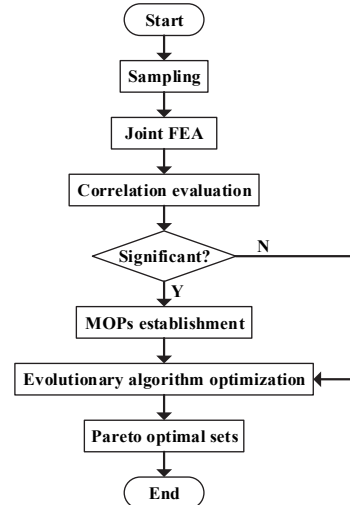 Start
Sampling
Joint FEA
Correlation evaluation
Significant?
N
Y
MOPs establishment
Evolutionary algorithm optimization
Pareto optimal sets
End